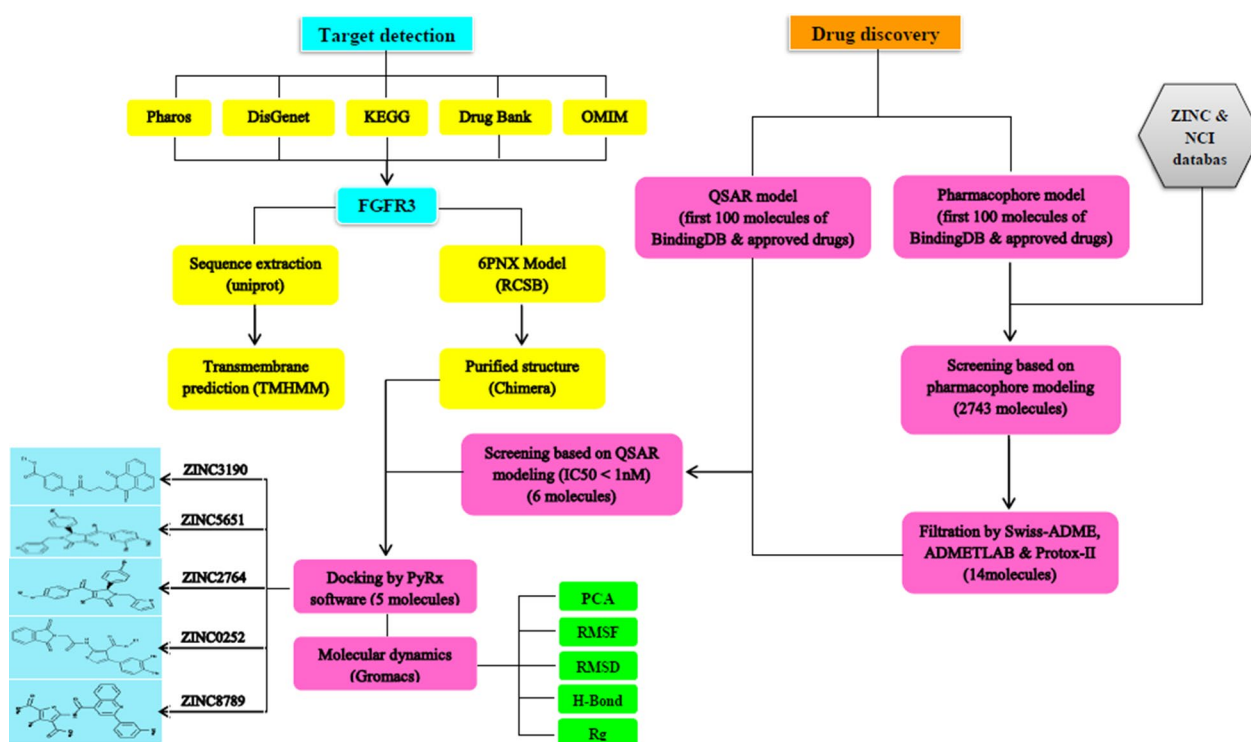 Target detection
Drug discovery
Pharos
DisGenet
KEGG
Drug Bank
OMIM
ZINC &
NCI
databas
FGFR3
QSAR model
(first 100 molecules of
BindingDB & approved drugs)
Pharmacophore model
(first 100 molecules of
BindingDB & approved drugs)
Sequence extraction
(uniprot)
6PNX Model
(RCSB)
Transmembrane
prediction (TMHMM)
Purified structure
(Chimera)
Screening based on
pharmacophore modeling
(2743 molecules)
Screening based on QSAR
modeling (IC50 < 1nM)
(6 molecules)
Filtration by Swiss-ADME,
ADMETLAB & Protox-II
(14molecules)
ZINC3190
ZINC5651
ZINC2764
ZINC0252
ZINC8789
Docking by PyRx
software (5 molecules)
Molecular dynamics
(Gromacs)
PCA
RMSF
RMSD
H-Bond
Rg